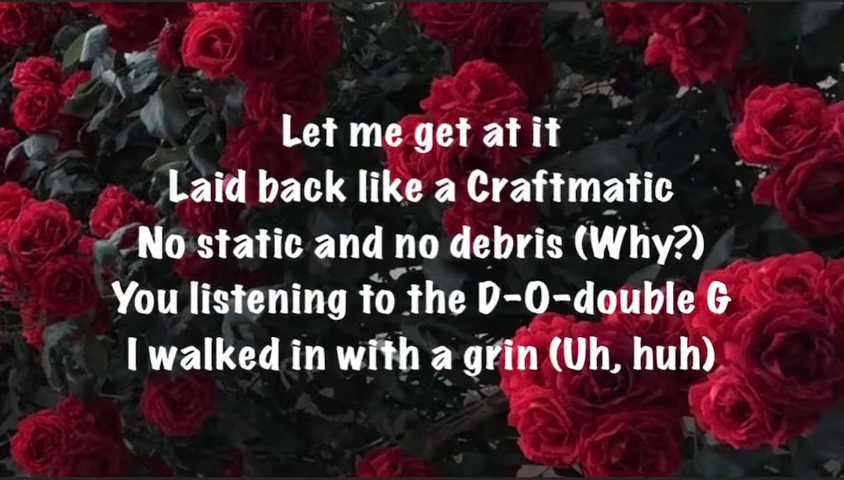 Let me get at it
Laid back like a Craftmatic
No static and no debris (Why?)
You listening to the D-O-double G
I walked in with a grin (Uh, huh)